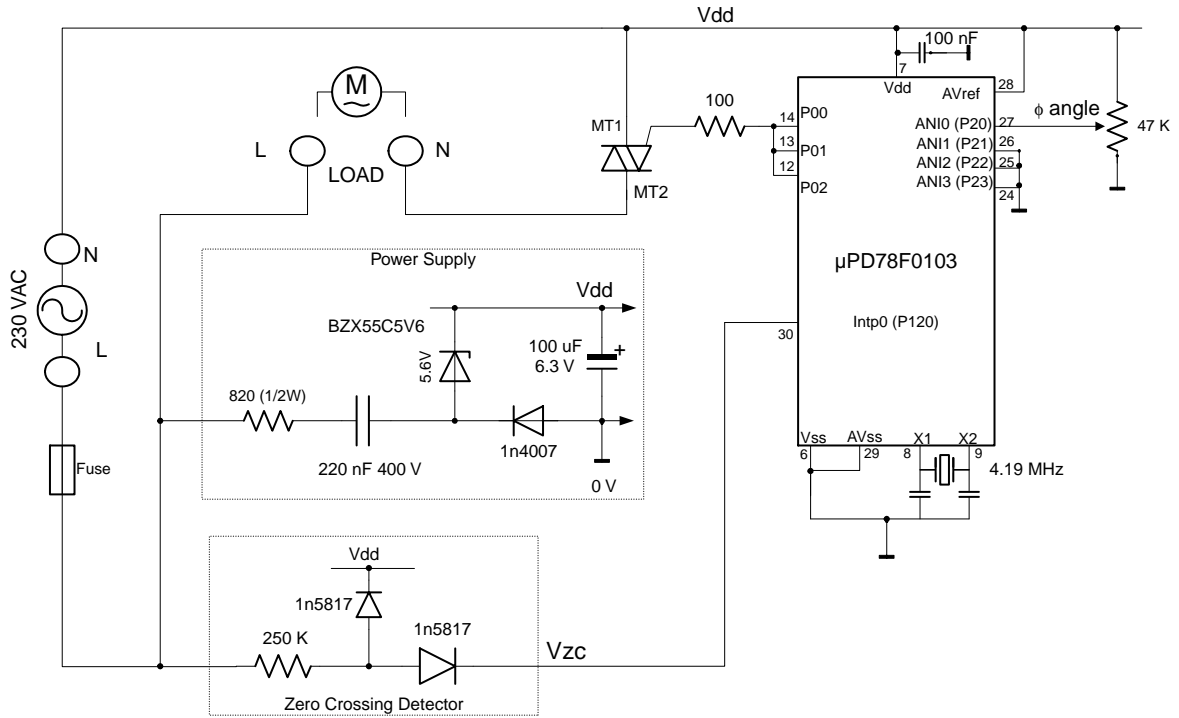 Vdd
100 nF
7
Vdd
28
AVref
M
100
14
P00
ANI0 (P20)
27
ϕ angle
47 K
MT1
13
P01
ANI1 (P21)
26
L
N
LOAD
12
P02
ANI2 (P22)
25
ANI3 (P23)
24
MT2
N
230 VAC
L
Fuse
Power Supply
Vdd
BZX55C5V6
5.6V
100 uF
6.3 V
+
820 (1/2W)
220 nF 400 V
1n4007
0 V
µPD78F0103
Intp0 (P120)
30
Vss
AVss
X1
X2
6
29
8
9
4.19 MHz
Vdd
1n5817
1n5817
250 K
Vzc
Zero Crossing Detector